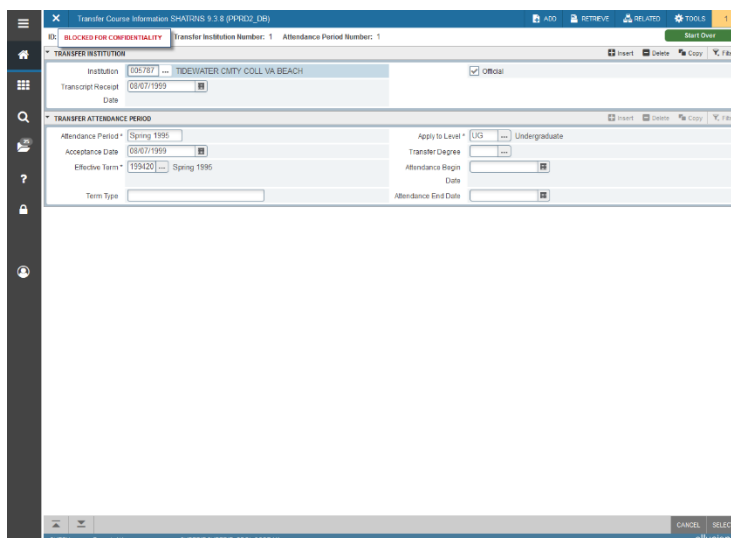 Transfer Course Information SHATRNS 9.3.8 (PPRD2_DB) ADD RETRIEVE RELATED TOOLS 1
ID: BLOCKED FOR CONFIDENTIALITY Transfer Institution Number: 1 Attendance Period Number: 1 Start Over
TRANSFER INSTITUTION Insert Delete Copy
Institution 005787 ... TIDEWATER CMTY COLL VA BEACH Official
Transcript Receipt 08/07/1999
Date
TRANSFER ATTENDANCE PERIOD Insert Delete Copy
Attendance Period * Spring 1995 Apply to Level * UG ... Undergraduate
Acceptance Date 08/07/1999 Transfer Degree ...
Effective Term * 199420 ... Spring 1995 Attendance Begin
Date
Term Type Attendance End Date
25
?
CANCEL SELECT